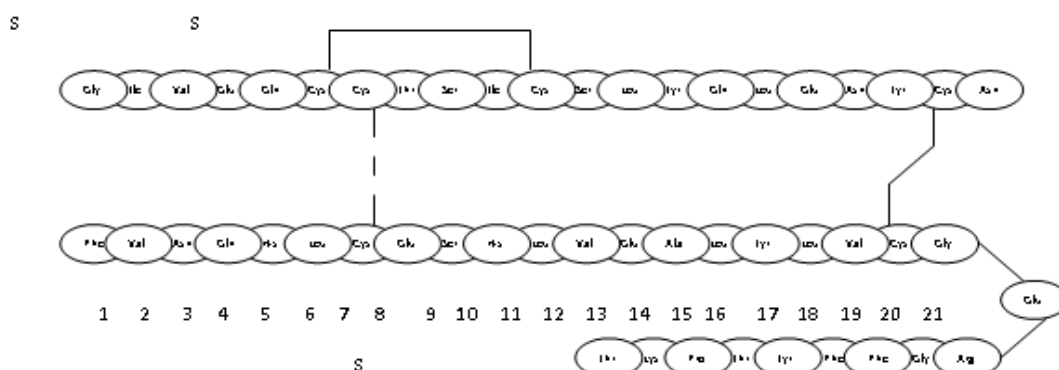 S S
Gly Ile Val Glu Gln Cys Cys Thr Ser Ile Cys Ser Leu Tyr Gln Leu Glu Asn Tyr Cys Asn
Phe Val Asn Gln His Leu Cys Gly Ser His Leu Val Glu Ala Leu Tyr Leu Val Cys Gly
Glu
1 2 3 4 5 6 7 8 9 10 11 12 13 14 15 16 17 18 19 20 21
Thr Lys Pro Thr Tyr Phe Phe Gly Arg
S